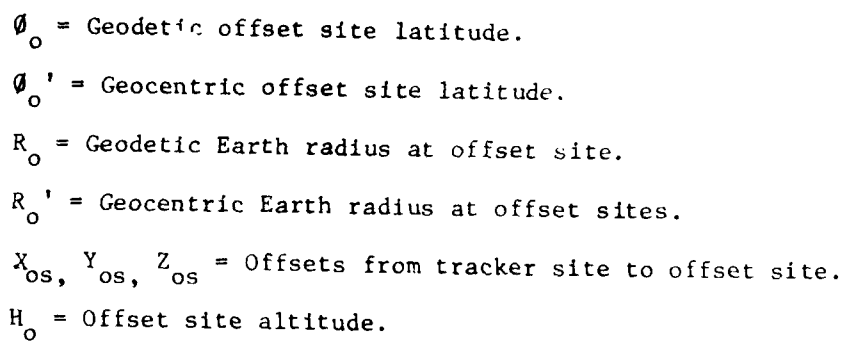 Ø_o = Geodetic offset site latitude.
Ø_o' = Geocentric offset site latitude.
R_o = Geodetic Earth radius at offset site.
R_o' = Geocentric Earth radius at offset sites.
X_os, Y_os, Z_os = Offsets from tracker site to offset site.
H_o = Offset site altitude.